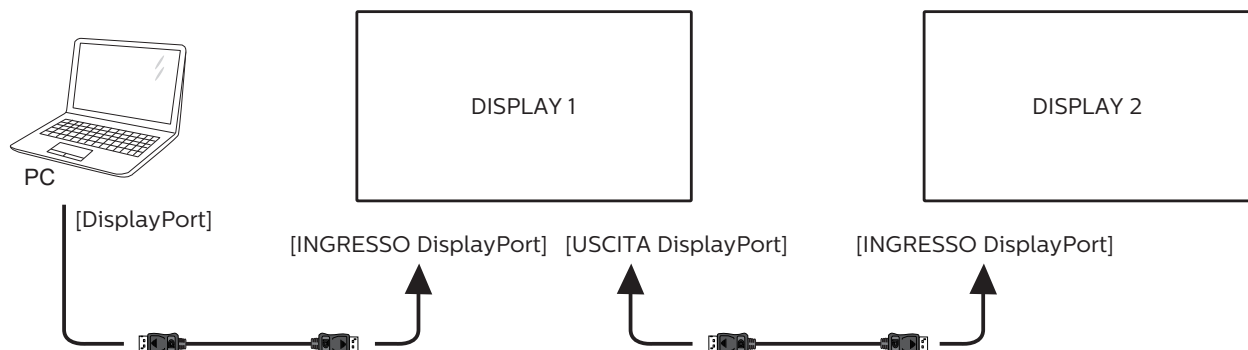 DISPLAY 1
DISPLAY 2
PC
[DisplayPort]
[INGRESSO DisplayPort]
[USCITA DisplayPort]
[INGRESSO DisplayPort]